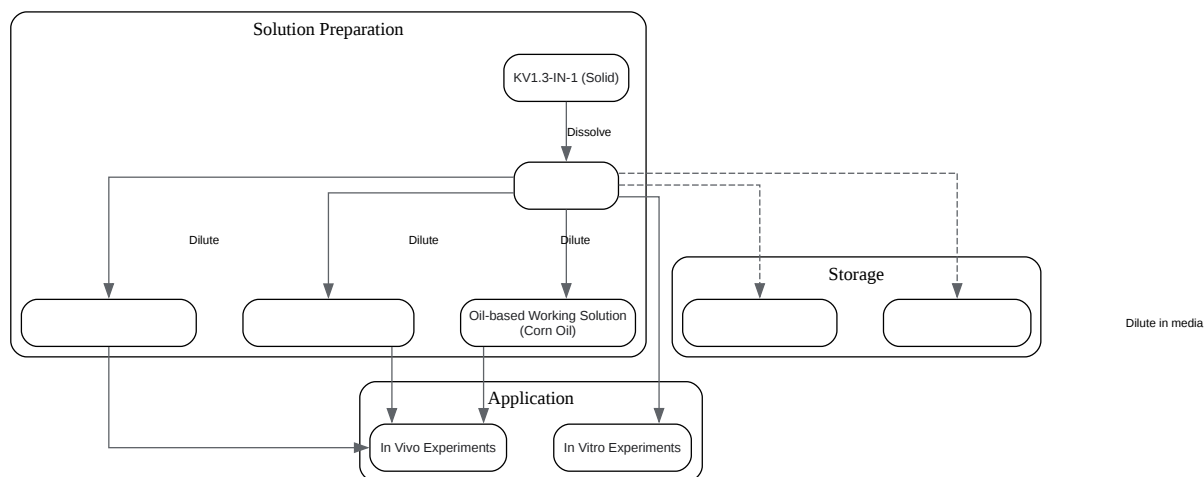 Solution Preparation
KV1.3-IN-1 (Solid)
Dissolve
Dilute
Dilute
Dilute
Storage
Oil-based Working Solution
(Corn Oil)
Dilute in media
Application
In Vivo Experiments
In Vitro Experiments